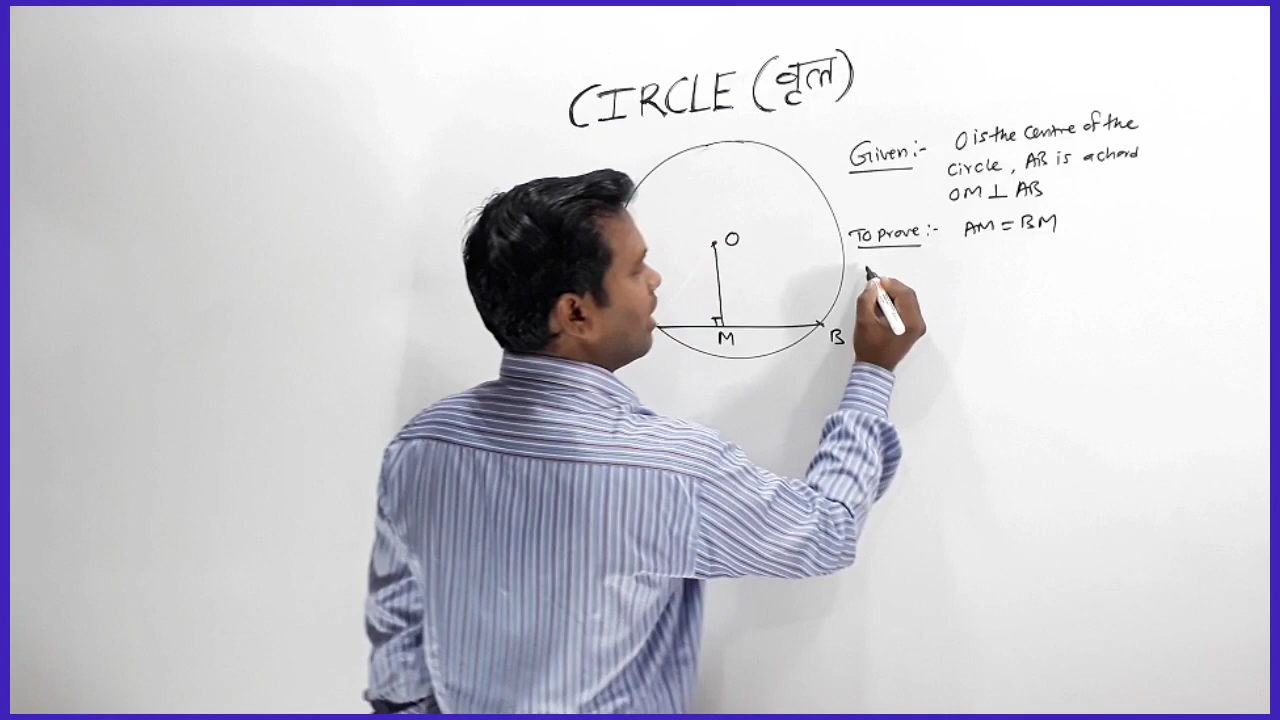 CIRCLE (वृत)
Given:- O is the Centre of the
circle, AB is a chord
OM ⊥ AB
To prove:- AM = BM
O
M
B